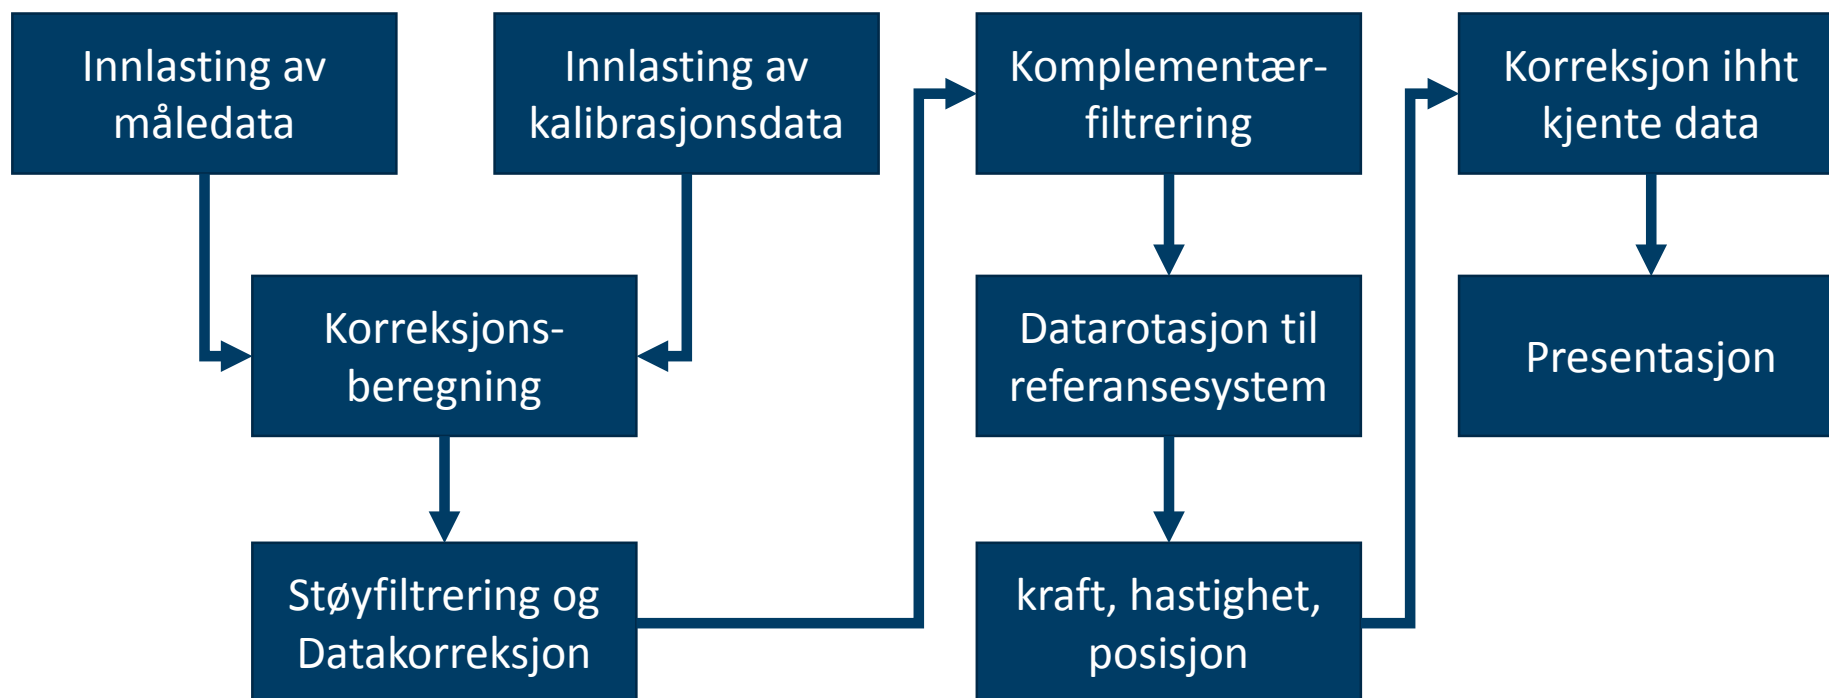 Innlasting av
måledata
Innlasting av
kalibrasjonsdata
Korreksjons-
beregning
Støyfiltrering og
Datakorreksjon
Komplementær-
filtrering
Datarotasjon til
referansesystem
kraft, hastighet,
posisjon
Korreksjon ihht
kjente data
Presentasjon